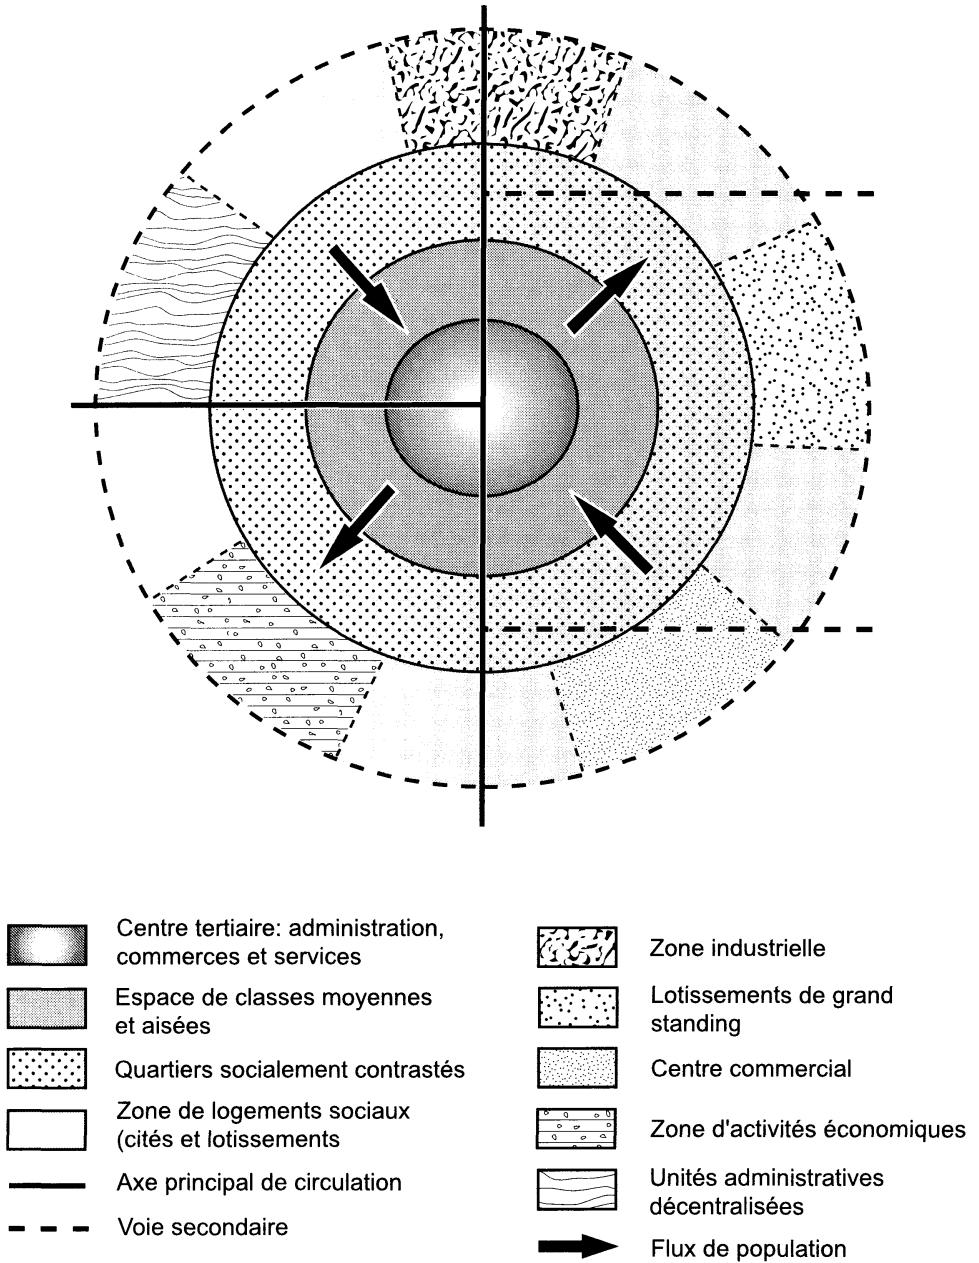 Centre tertiaire: administration,
commerces et services
Espace de classes moyennes
et aisées
Quartiers socialement contrastés
Zone de logements sociaux
(cités et lotissements
Axe principal de circulation
Voie secondaire
Zone industrielle
Lotissements de grand
standing
Centre commercial
Zone d'activités économiques
Unités administratives
décentralisées
Flux de population